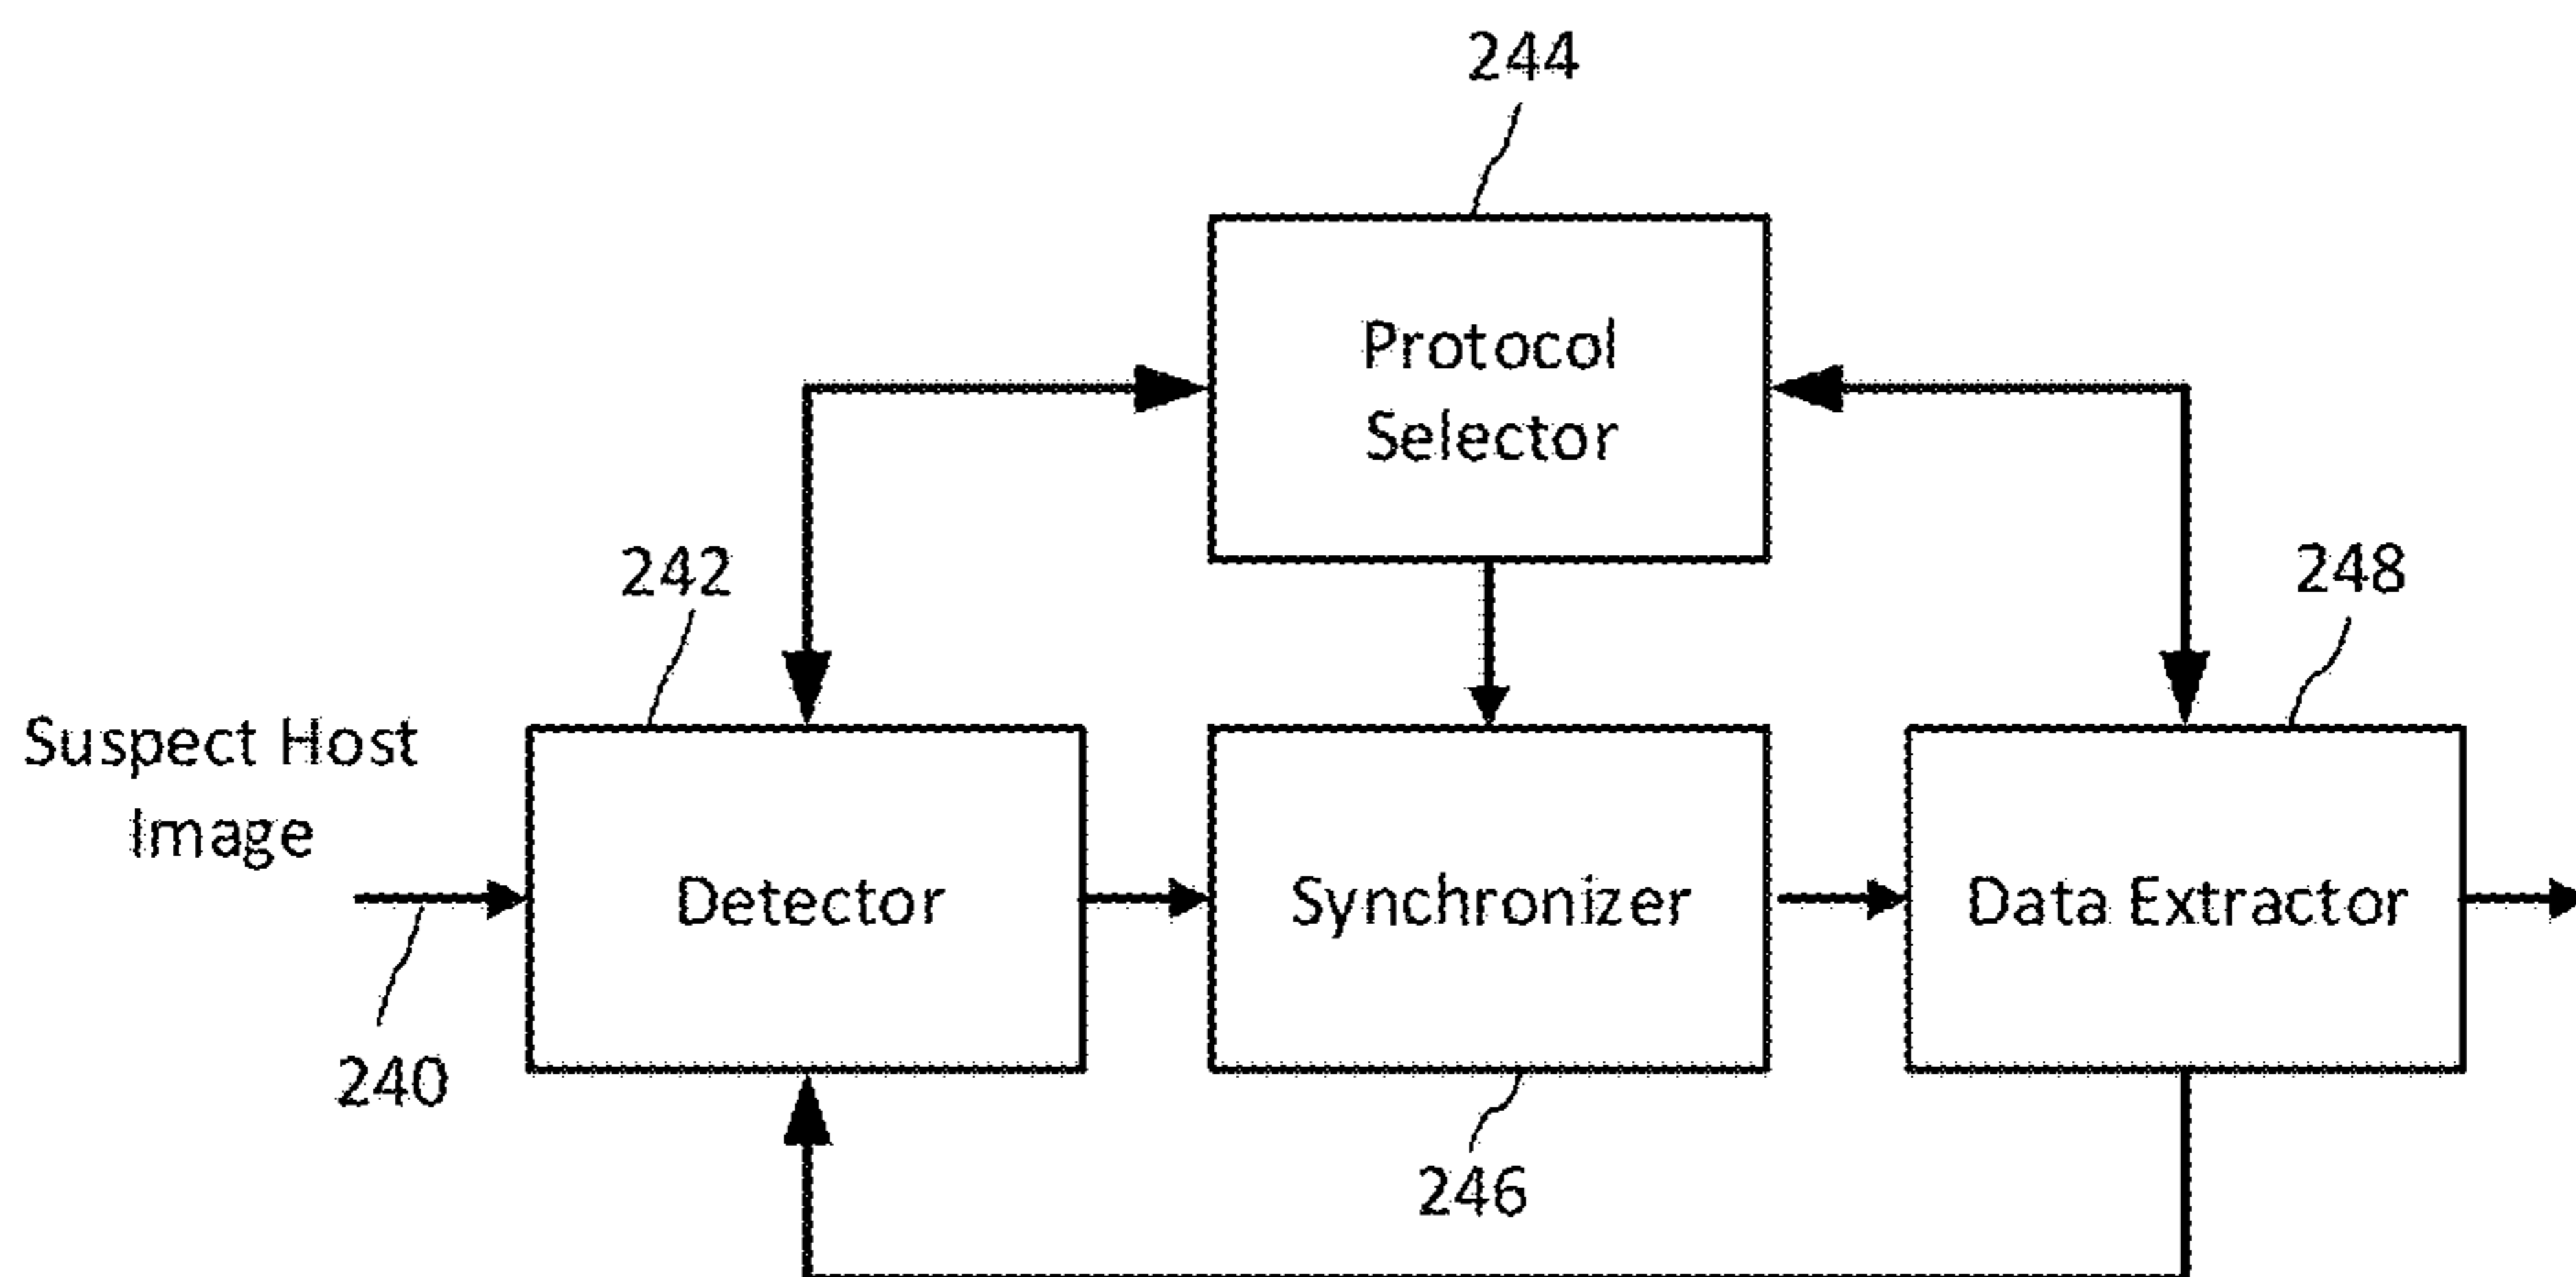 244
Protocol
Selector
242
248
Suspect Host
Image
Detector
Synchronizer
Data Extractor
240
246